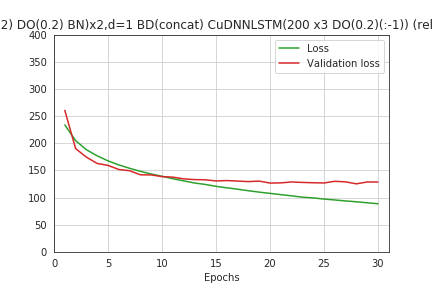 2) DO(0.2) BN)x2,d=1 BD(concat) CuDNNLSTM(200 x3 DO(0.2)(:-1)) (rel
400
350
300
250
200
150
100
50
0
Loss
Validation loss
0 5 10 15 20 25 30
Epochs